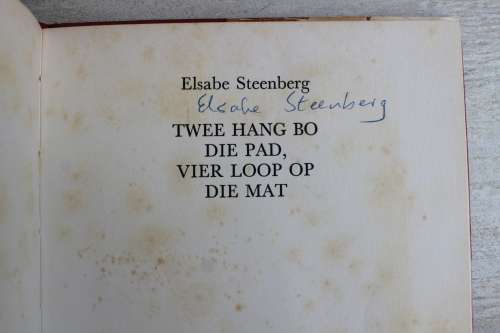 Elsabe Steenberg
Elsabe Steenberg
TWEE HANG BO
DIE PAD,
VIER LOOP OP
DIE MAT